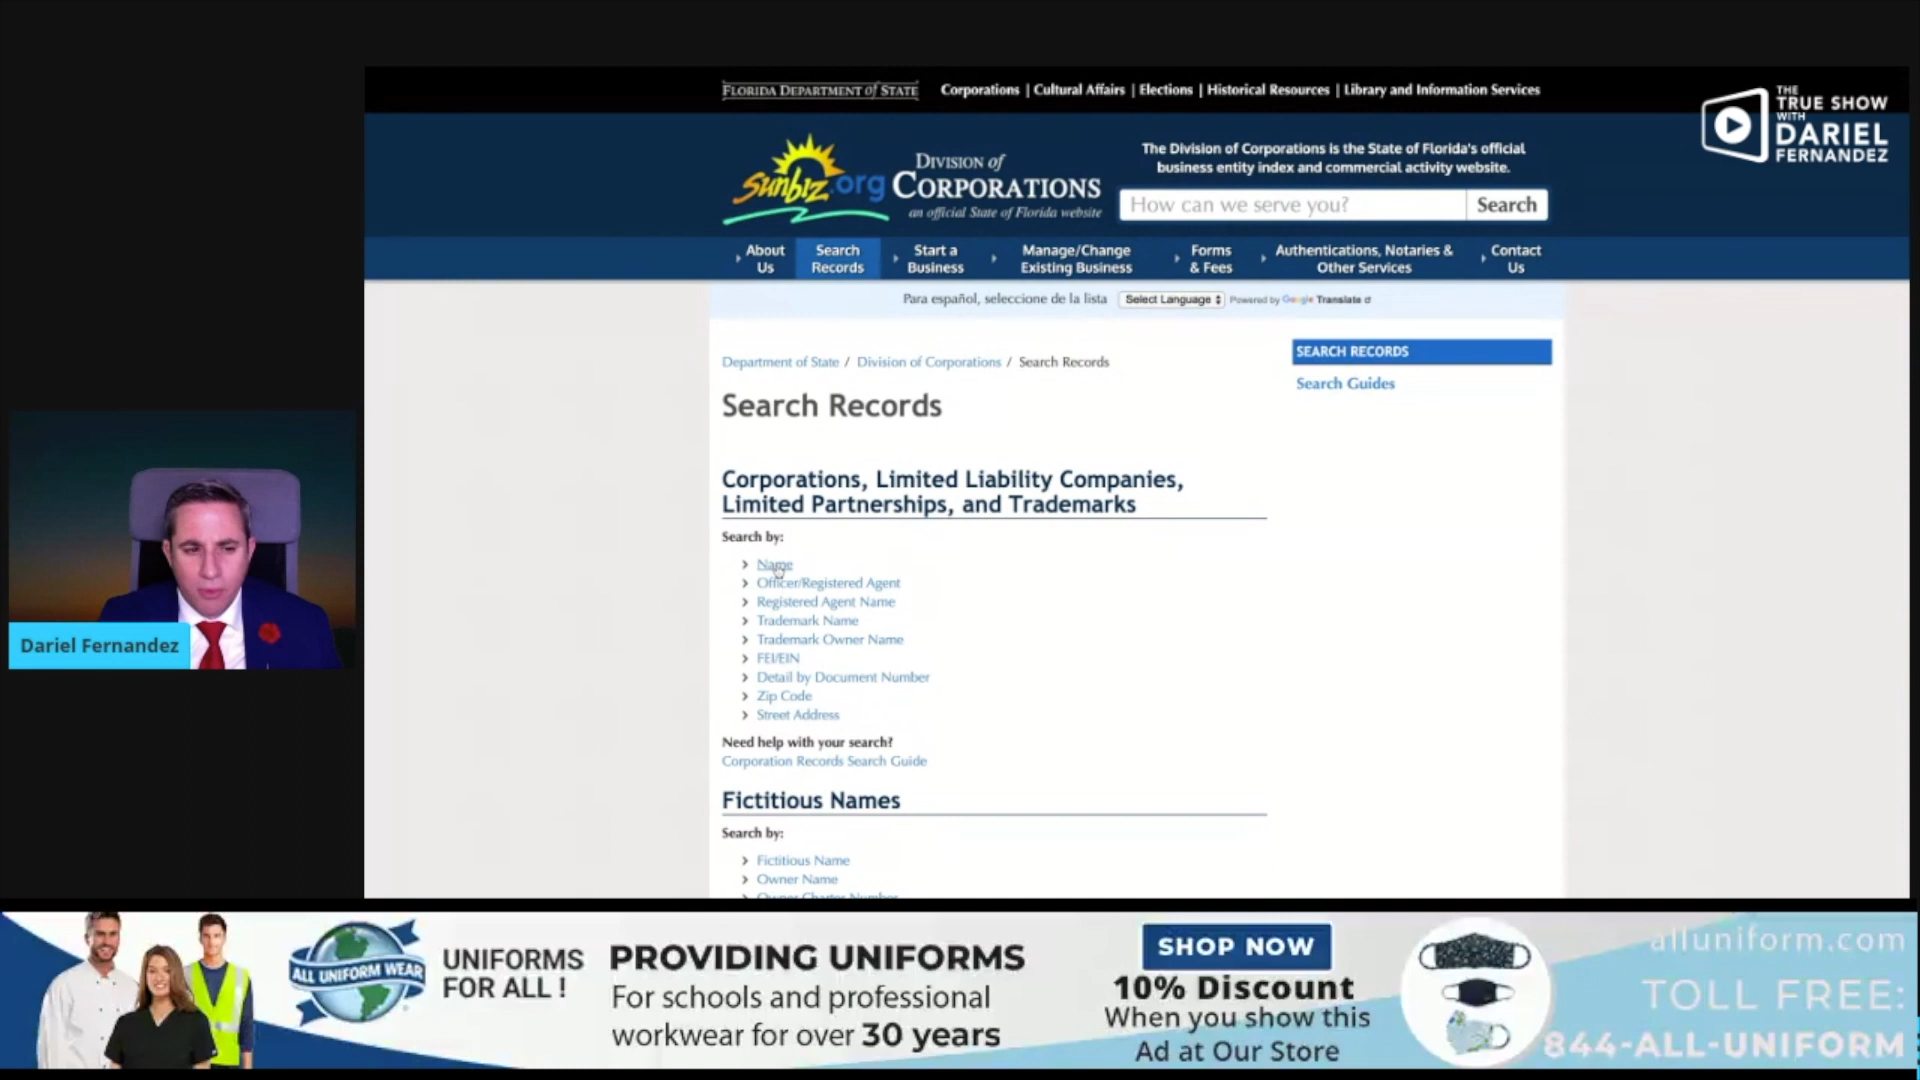 FLORIDA DEPARTMENT of STATE
Corporations | Cultural Affairs | Elections | Historical Resources | Library and Information Services
THE
TRUE SHOW
WITH
DARIEL
FERNANDEZ
Sunbiz.org
DIVISION of
CORPORATIONS
an official State of Florida website
The Division of Corporations is the State of Florida's official
business entity index and commercial activity website.
How can we serve you?
Search
About
Us
Search
Records
Start a
Business
Manage/Change
Existing Business
Forms
& Fees
Authentications, Notaries &
Other Services
Contact
Us
Para español, seleccione de la lista
Select Language
Powered by Google Translate
Department of State / Division of Corporations / Search Records
SEARCH RECORDS
Search Guides
Search Records
Corporations, Limited Liability Companies,
Limited Partnerships, and Trademarks
Search by:
Name
Officer/Registered Agent
Registered Agent Name
Trademark Name
Trademark Owner Name
FEI/EIN
Detail by Document Number
Zip Code
Street Address
Need help with your search?
Corporation Records Search Guide
Fictitious Names
Search by:
Fictitious Name
Owner Name
Owner Charter Number
Dariel Fernandez
ALL UNIFORM WEAR
UNIFORMS
FOR ALL !
PROVIDING UNIFORMS
For schools and professional
workwear for over 30 years
SHOP NOW
10% Discount
When you show this
Ad at Our Store
alluniform.com
TOLL FREE:
844-ALL-UNIFORM